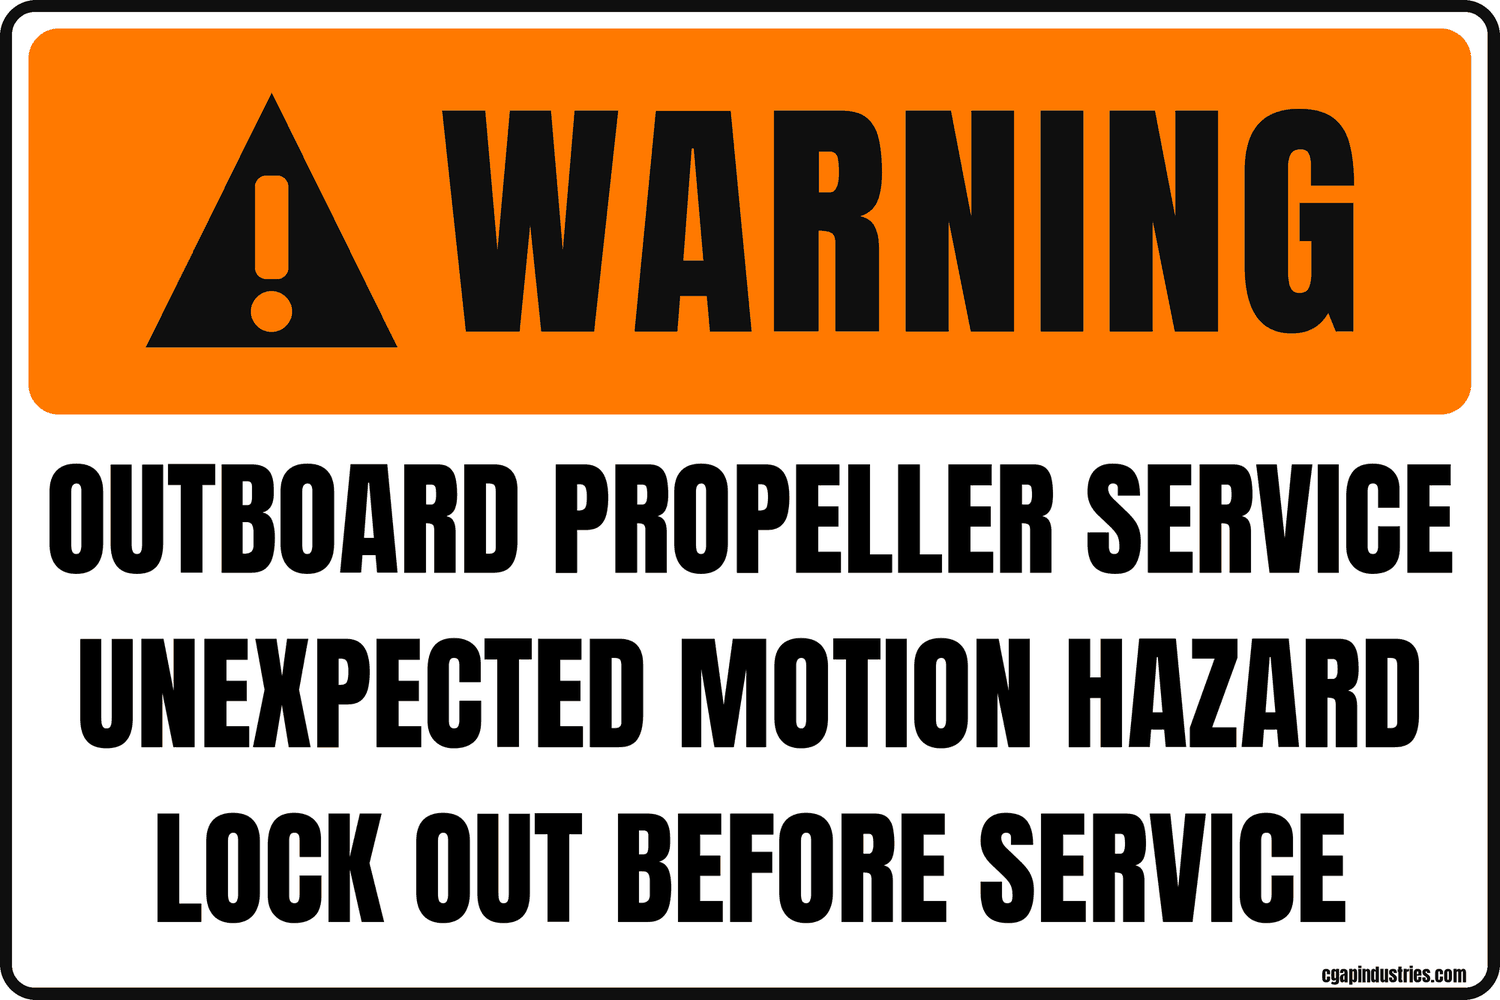 WARNING
OUTBOARD PROPELLER SERVICE
UNEXPECTED MOTION HAZARD
LOCK OUT BEFORE SERVICE
cgapindustries.com